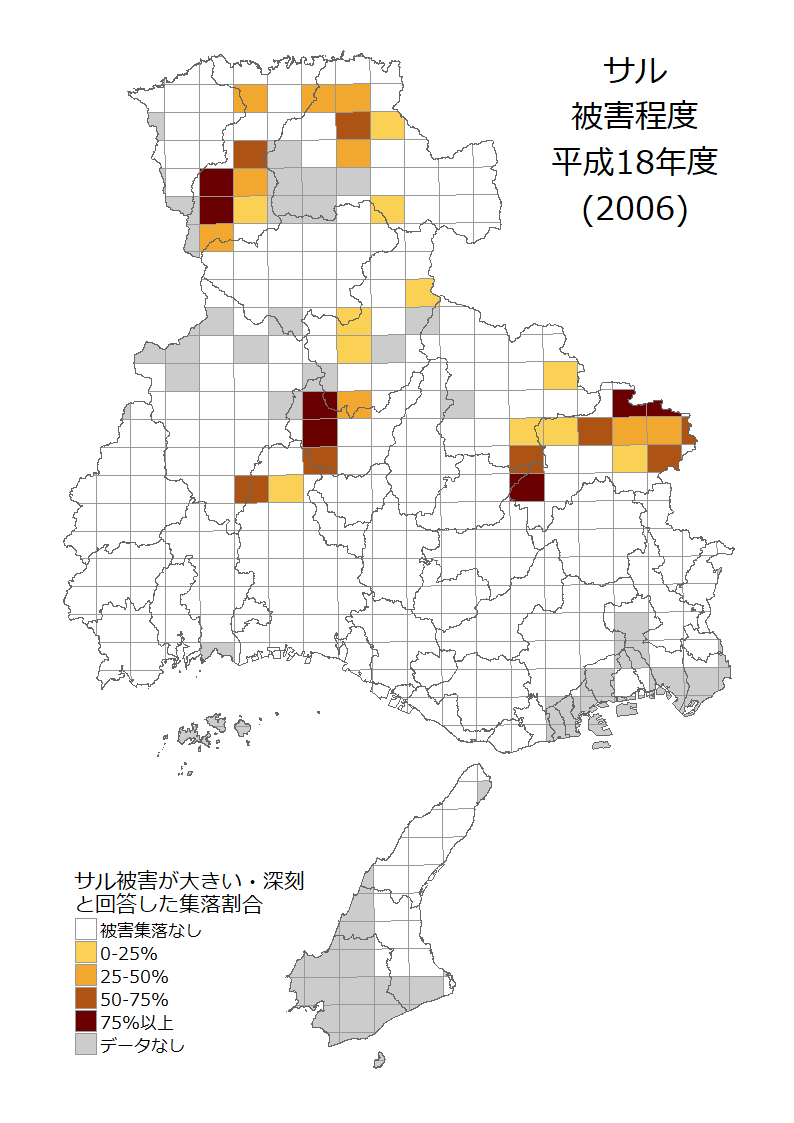 サル
被害程度
平成18年度
(2006)
サル被害が大きい・深刻
と回答した集落割合
被害集落なし
0-25%
25-50%
50-75%
75%以上
データなし